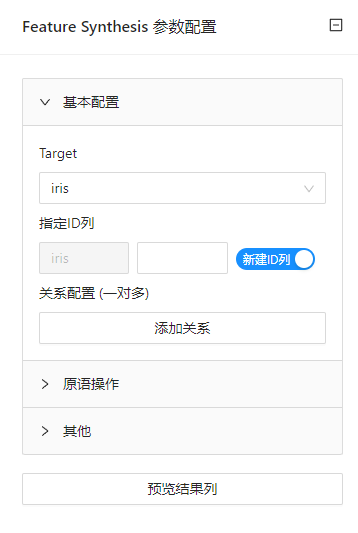 Feature Synthesis 参数配置
基本配置
Target
iris
指定ID列
iris 新建ID列
关系配置 (一对多)
添加关系
原语操作
其他
预览结果列